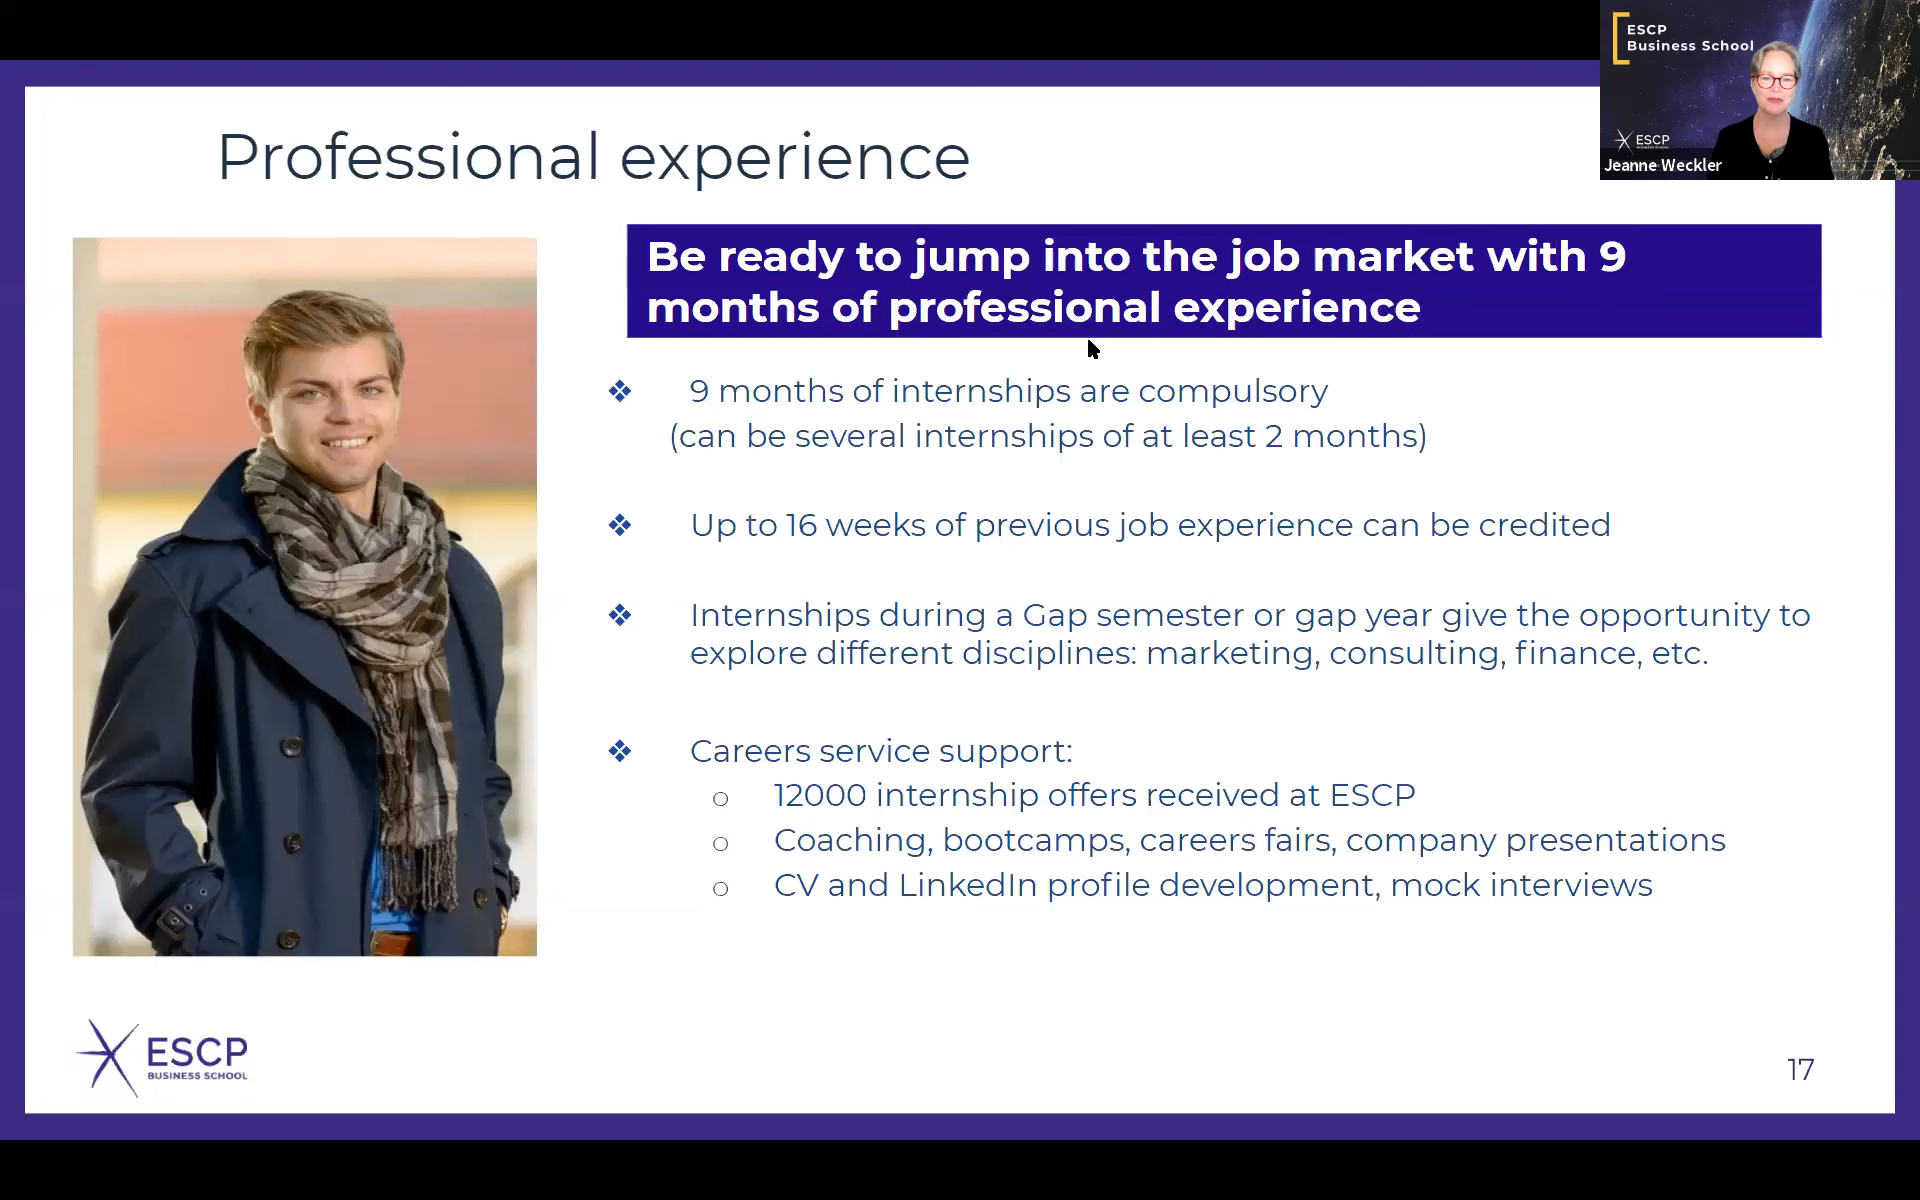 ESCP
Business School
ESCP
Jeanne Weckler
Professional experience
Be ready to jump into the job market with 9
months of professional experience
❖ 9 months of internships are compulsory
(can be several internships of at least 2 months)
❖ Up to 16 weeks of previous job experience can be credited
❖ Internships during a Gap semester or gap year give the opportunity to
explore different disciplines: marketing, consulting, finance, etc.
❖ Careers service support:
o 12000 internship offers received at ESCP
o Coaching, bootcamps, careers fairs, company presentations
o CV and LinkedIn profile development, mock interviews
ESCP
BUSINESS SCHOOL
17